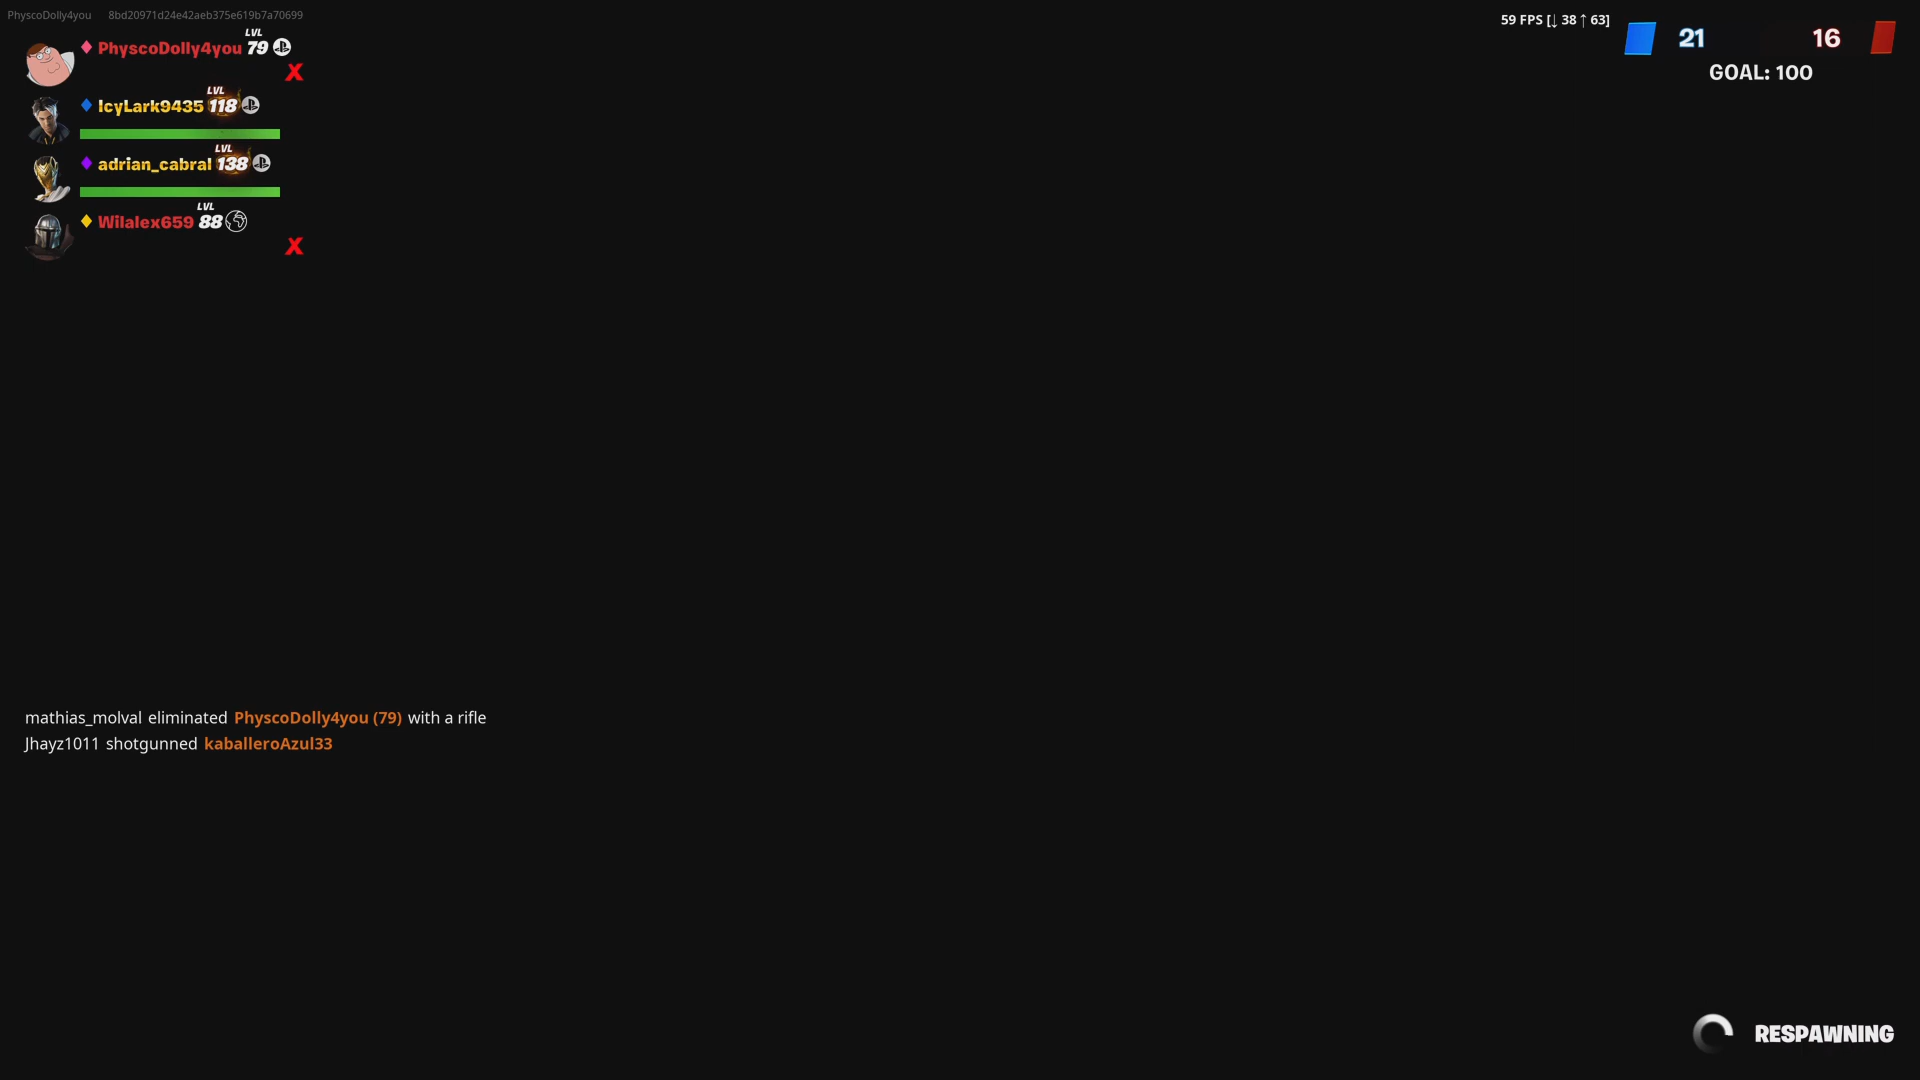 PhyscoDolly4you 8bd20971d24e42aeb375e619b7a70699
59 FPS [↓ 38 ↑ 63]
21 16
GOAL: 100
LVL
PhyscoDolly4you 79
X
LVL
IcyLark9435 118
LVL
adrian_cabral 138
LVL
Wilalex659 88
X
mathias_molval eliminated PhyscoDolly4you (79) with a rifle
Jhayz1011 shotgunned kaballeroAzul33
RESPAWNING